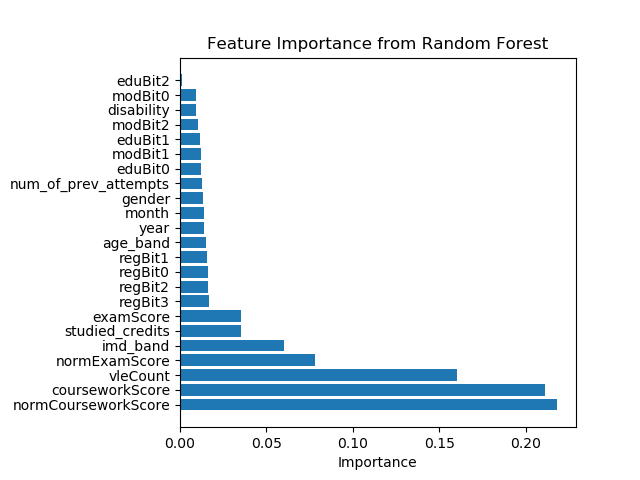 Feature Importance from Random Forest
eduBit2
modBit0
disability
modBit2
eduBit1
modBit1
eduBit0
num_of_prev_attempts
gender
month
year
age_band
regBit1
regBit0
regBit2
regBit3
examScore
studied_credits
imd_band
normExamScore
vleCount
courseworkScore
normCourseworkScore
0.00 0.05 0.10 0.15 0.20
Importance